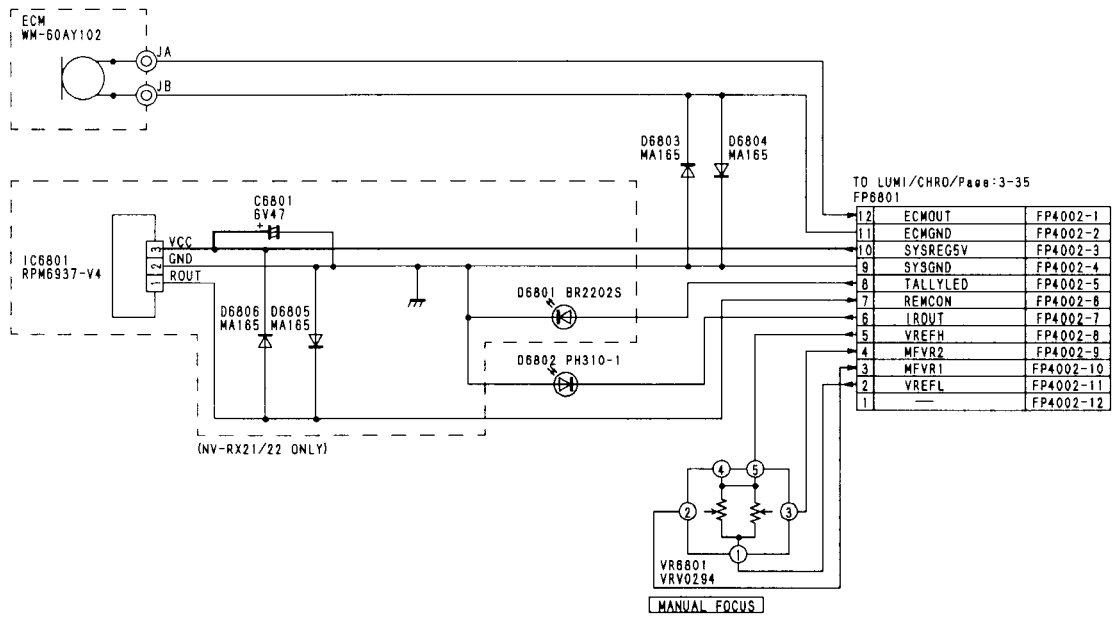 ECM
WM-60AY102
JA
JB
D6803
MA165
D6804
MA165
C6801
6V47
+
VCC
GND
ROUT
3
2
1
IC6801
RPM6937-V4
D6806
MA165
D6805
MA165
D6801 BR2202S
D6802 PH310-1
(NV-RX21/22 ONLY)
TO LUMI/CHRO/Page:3-35
FP6801
12 ECMOUT FP4002-1
11 ECMGND FP4002-2
10 SYSREG5V FP4002-3
9 SYSGND FP4002-4
8 TALLYLED FP4002-5
7 REMCON FP4002-6
6 IROUT FP4002-7
5 VREFH FP4002-8
4 MFVR2 FP4002-9
3 MFVR1 FP4002-10
2 VREFL FP4002-11
1 — FP4002-12
4
5
2
3
1
VR6801
VRV0294
MANUAL FOCUS